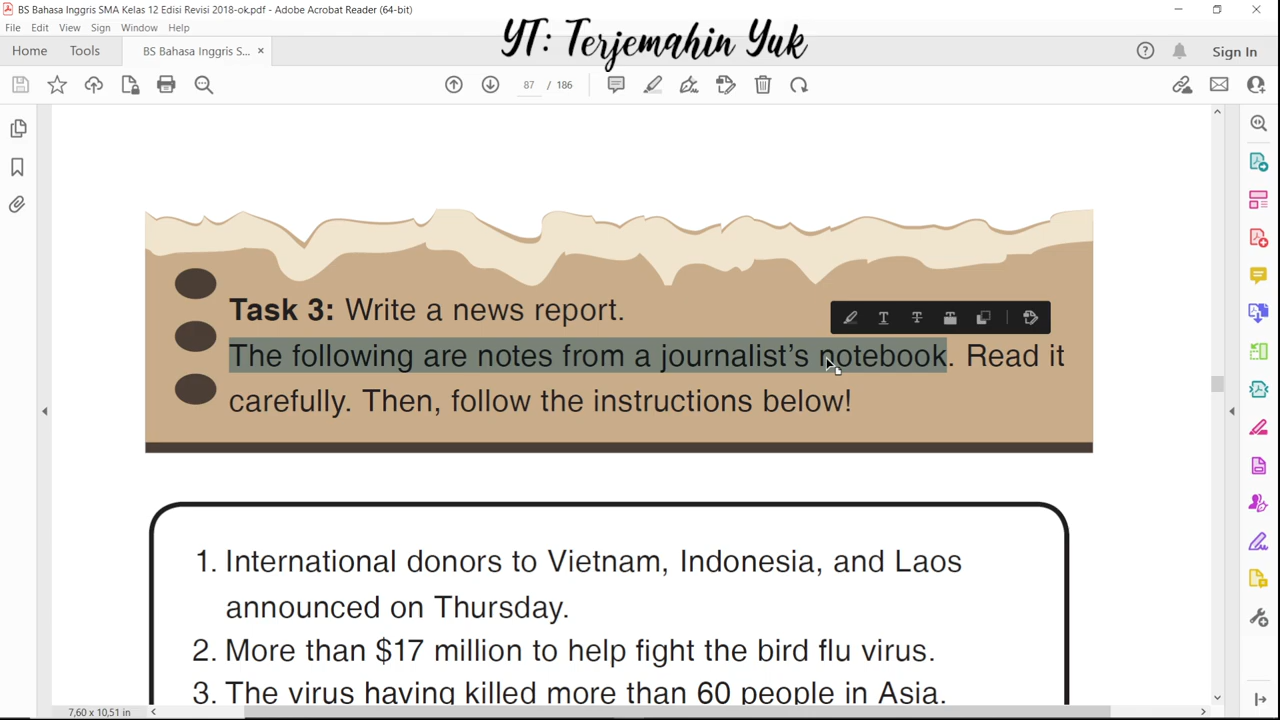 BS Bahasa Inggris SMA Kelas 12 Edisi Revisi 2018-ok.pdf - Adobe Acrobat Reader (64-bit)
File Edit View Sign Window Help
YT: Terjemahin Yuk
Home Tools BS Bahasa Inggris S... × Sign In
87 / 186
Task 3: Write a news report.
The following are notes from a journalist’s notebook. Read it
carefully. Then, follow the instructions below!
1. International donors to Vietnam, Indonesia, and Laos
announced on Thursday.
2. More than $17 million to help fight the bird flu virus.
3. The virus having killed more than 60 people in Asia.
7,60 x 10,51 in